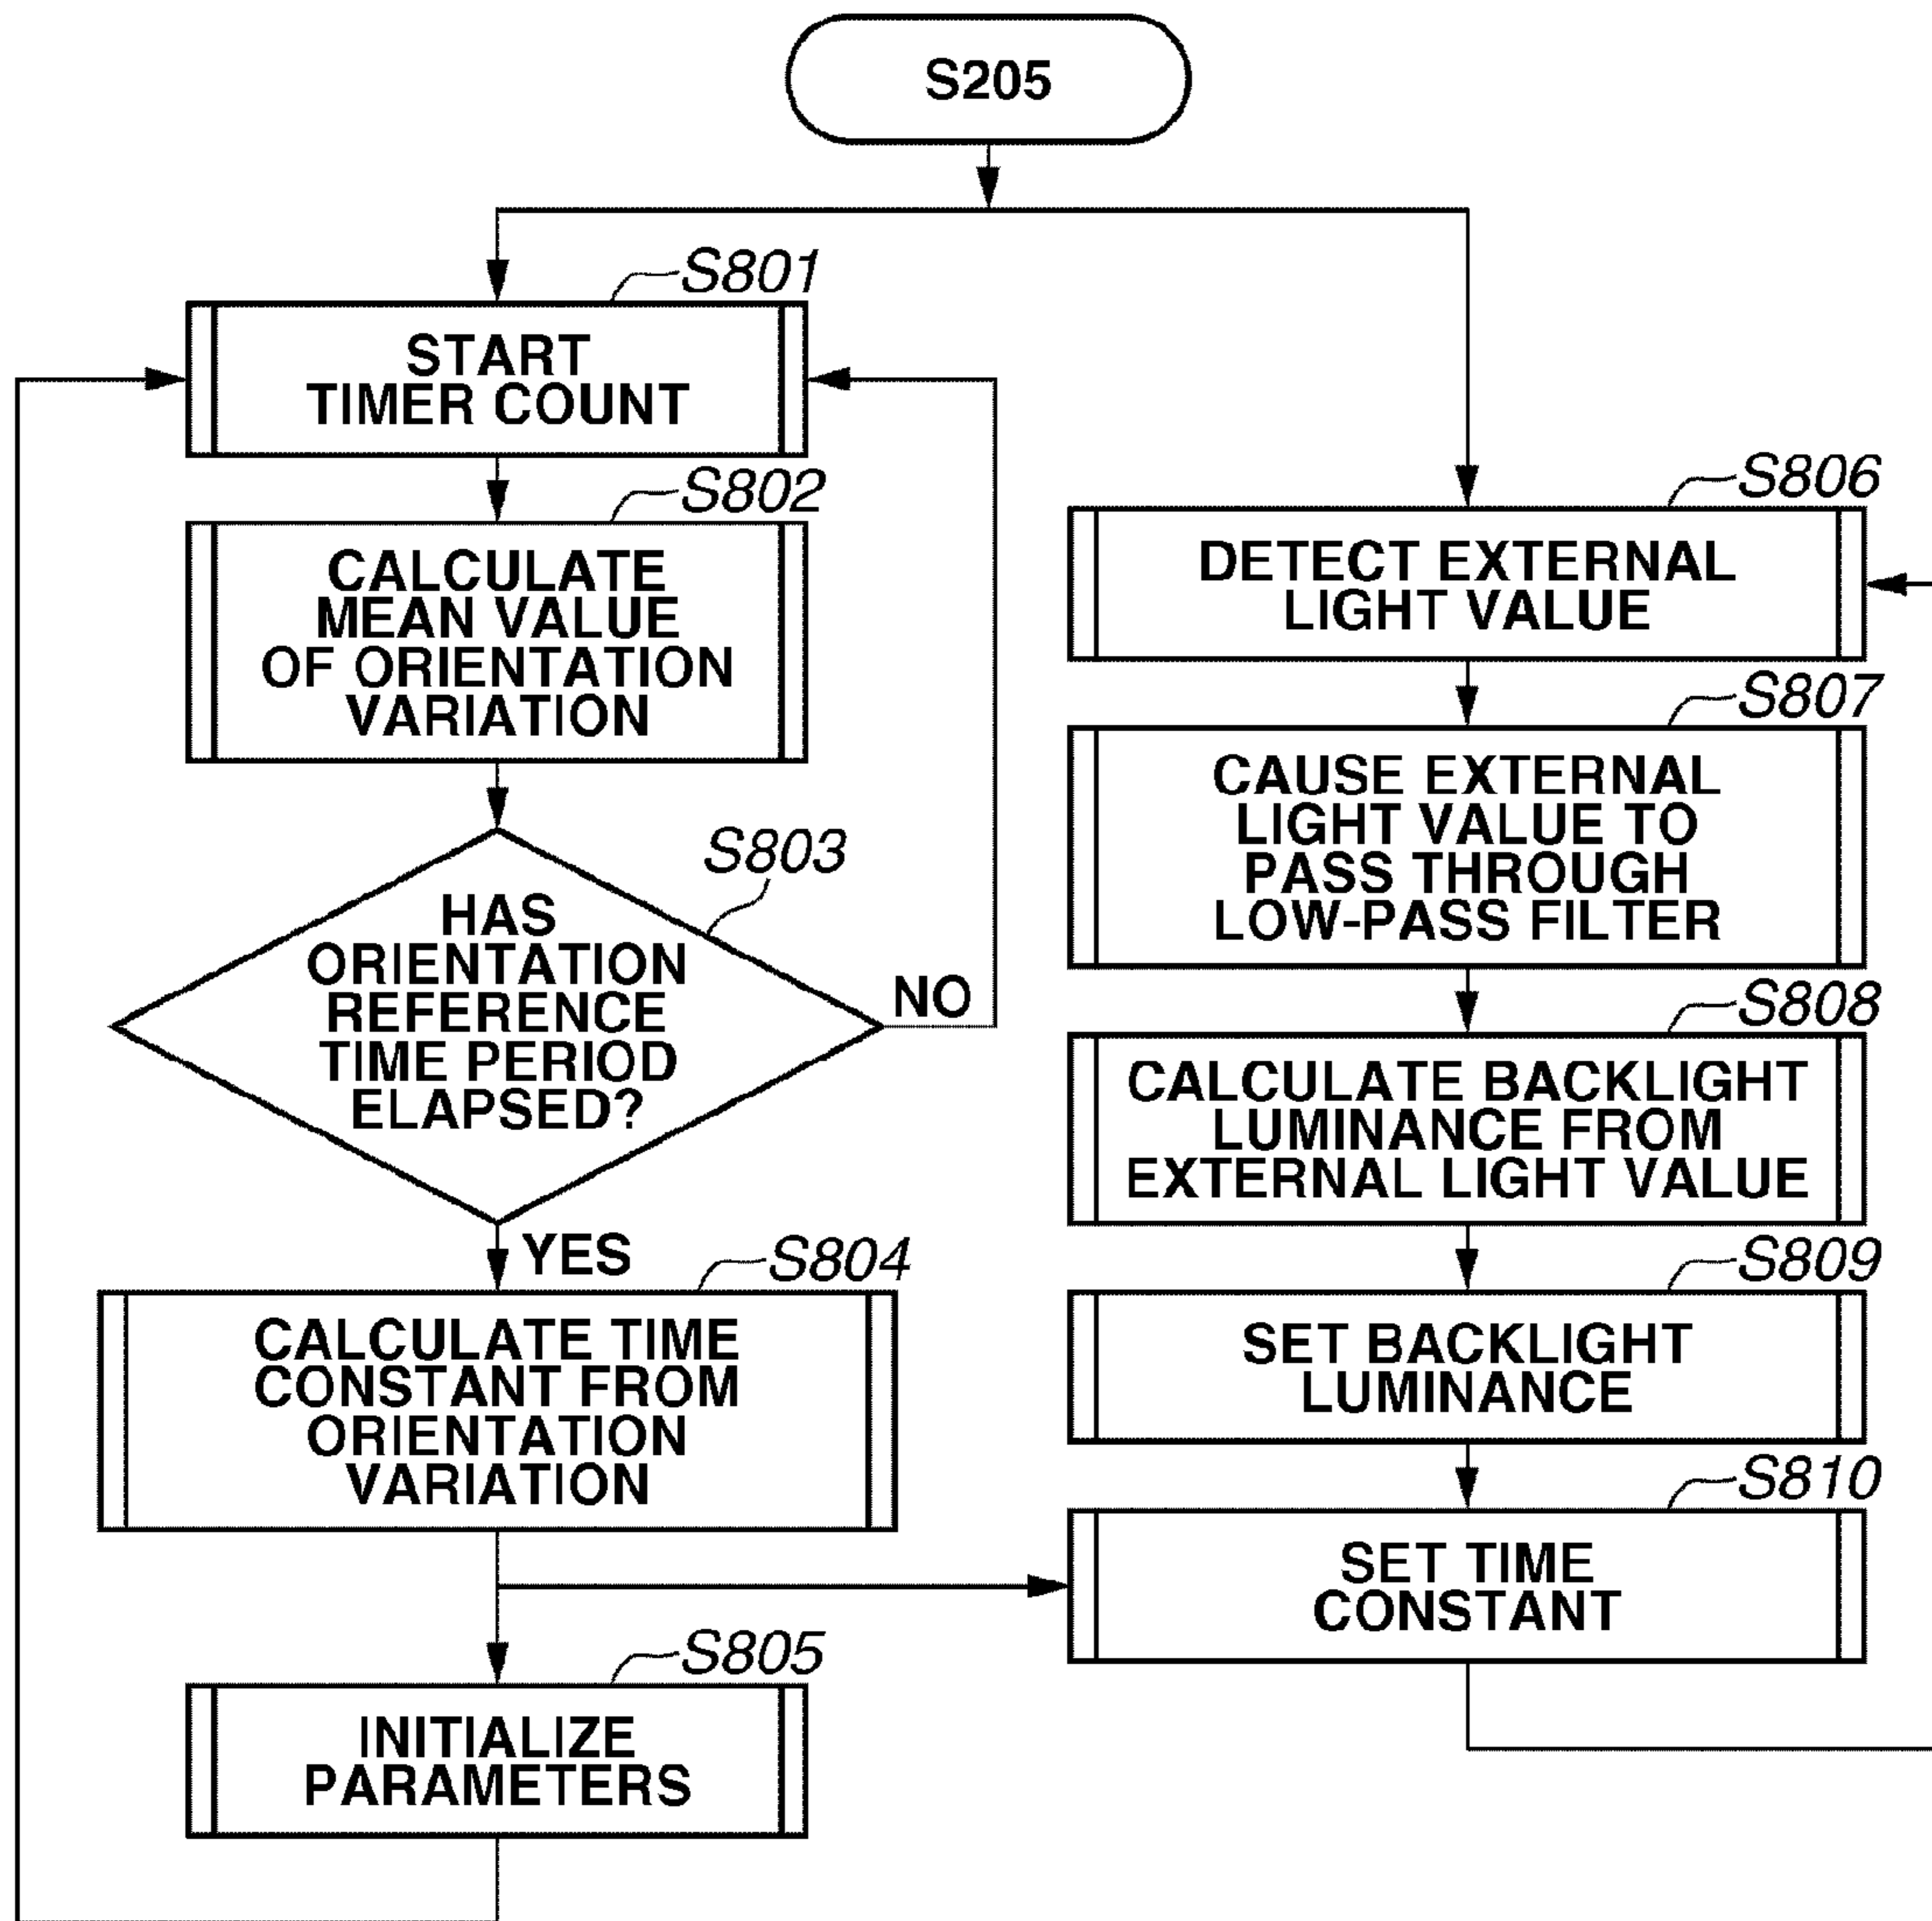 S205
S801
START
TIMER COUNT
S802
CALCULATE
MEAN VALUE
OF ORIENTATION
VARIATION
S803
HAS
ORIENTATION
REFERENCE
TIME PERIOD
ELAPSED?
NO
YES
S804
CALCULATE TIME
CONSTANT FROM
ORIENTATION
VARIATION
S805
INITIALIZE
PARAMETERS
S806
DETECT EXTERNAL
LIGHT VALUE
S807
CAUSE EXTERNAL
LIGHT VALUE TO
PASS THROUGH
LOW-PASS FILTER
S808
CALCULATE BACKLIGHT
LUMINANCE FROM
EXTERNAL LIGHT VALUE
S809
SET BACKLIGHT
LUMINANCE
S810
SET TIME
CONSTANT